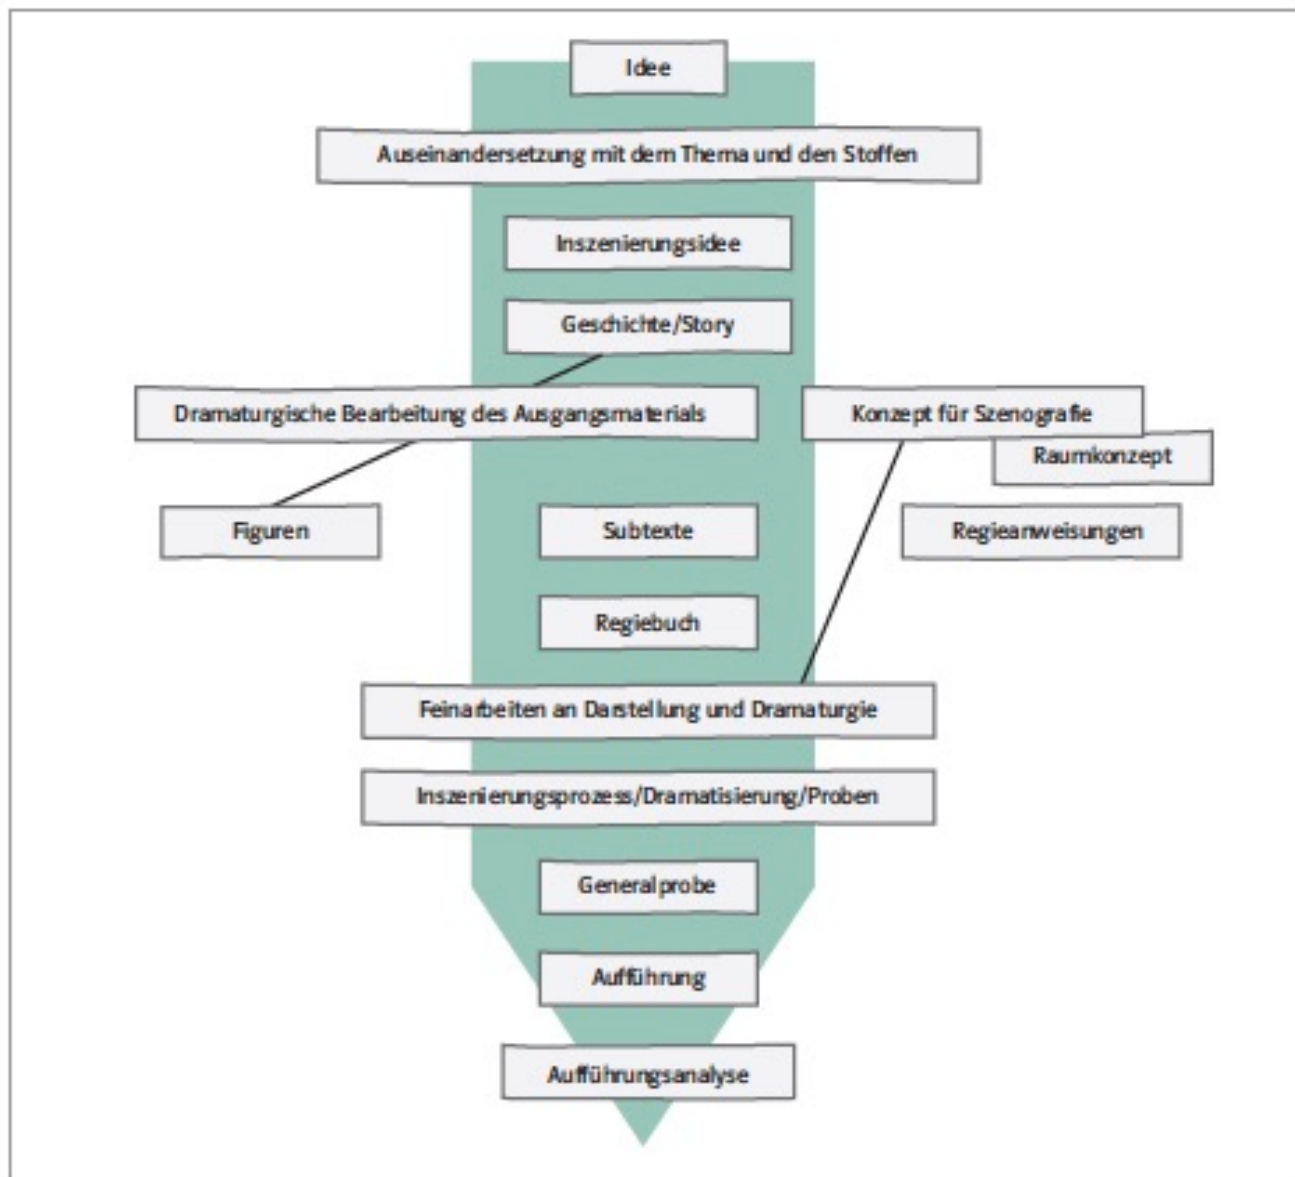 Idee
Auseinandersetzung mit dem Thema und den Stoffen
Inszenierungsidee
Geschichte/Story
Dramaturgische Bearbeitung des Ausgangsmaterials
Konzept für Szenografie
Raumkonzept
Figuren
Subtexte
Regieanweisungen
Regiebuch
Feinarbeiten an Darstellung und Dramaturgie
Inszenierungsprozess/Dramatisierung/Proben
Generalprobe
Aufführung
Aufführungsanalyse